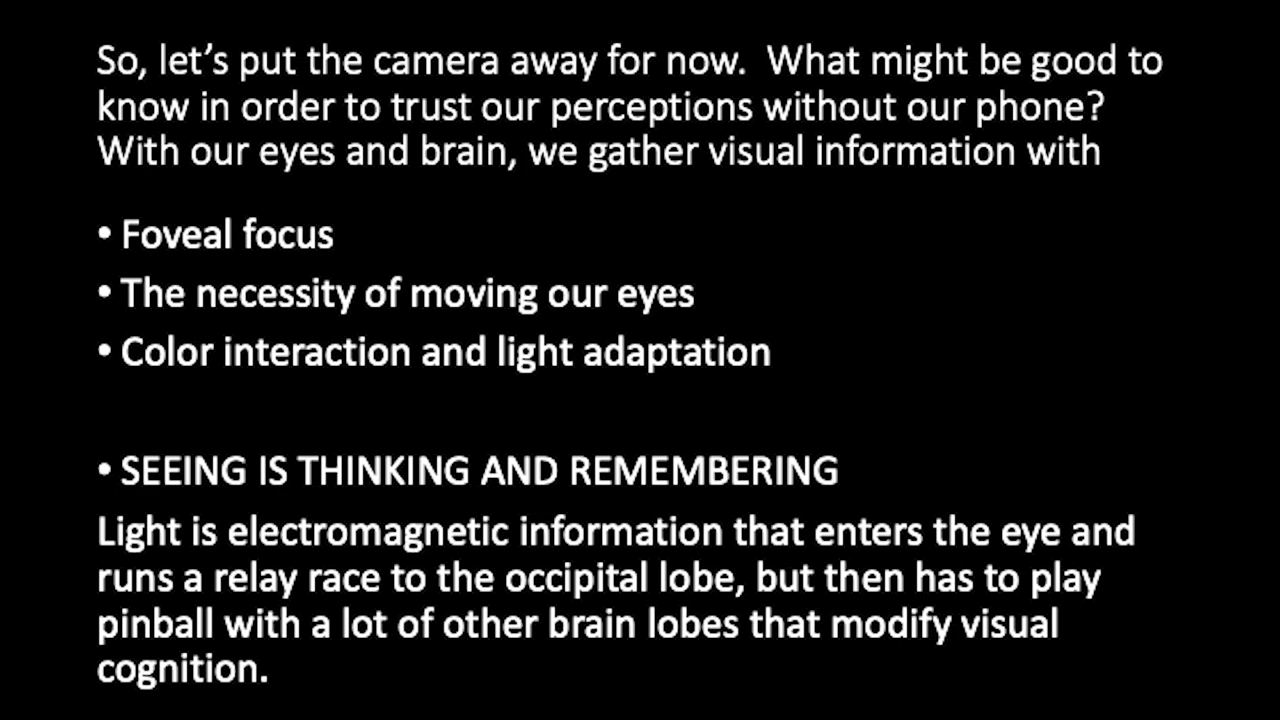 So, let’s put the camera away for now.  What might be good to
know in order to trust our perceptions without our phone?
With our eyes and brain, we gather visual information with
• Foveal focus
• The necessity of moving our eyes
• Color interaction and light adaptation
• SEEING IS THINKING AND REMEMBERING
Light is electromagnetic information that enters the eye and
runs a relay race to the occipital lobe, but then has to play
pinball with a lot of other brain lobes that modify visual
cognition.